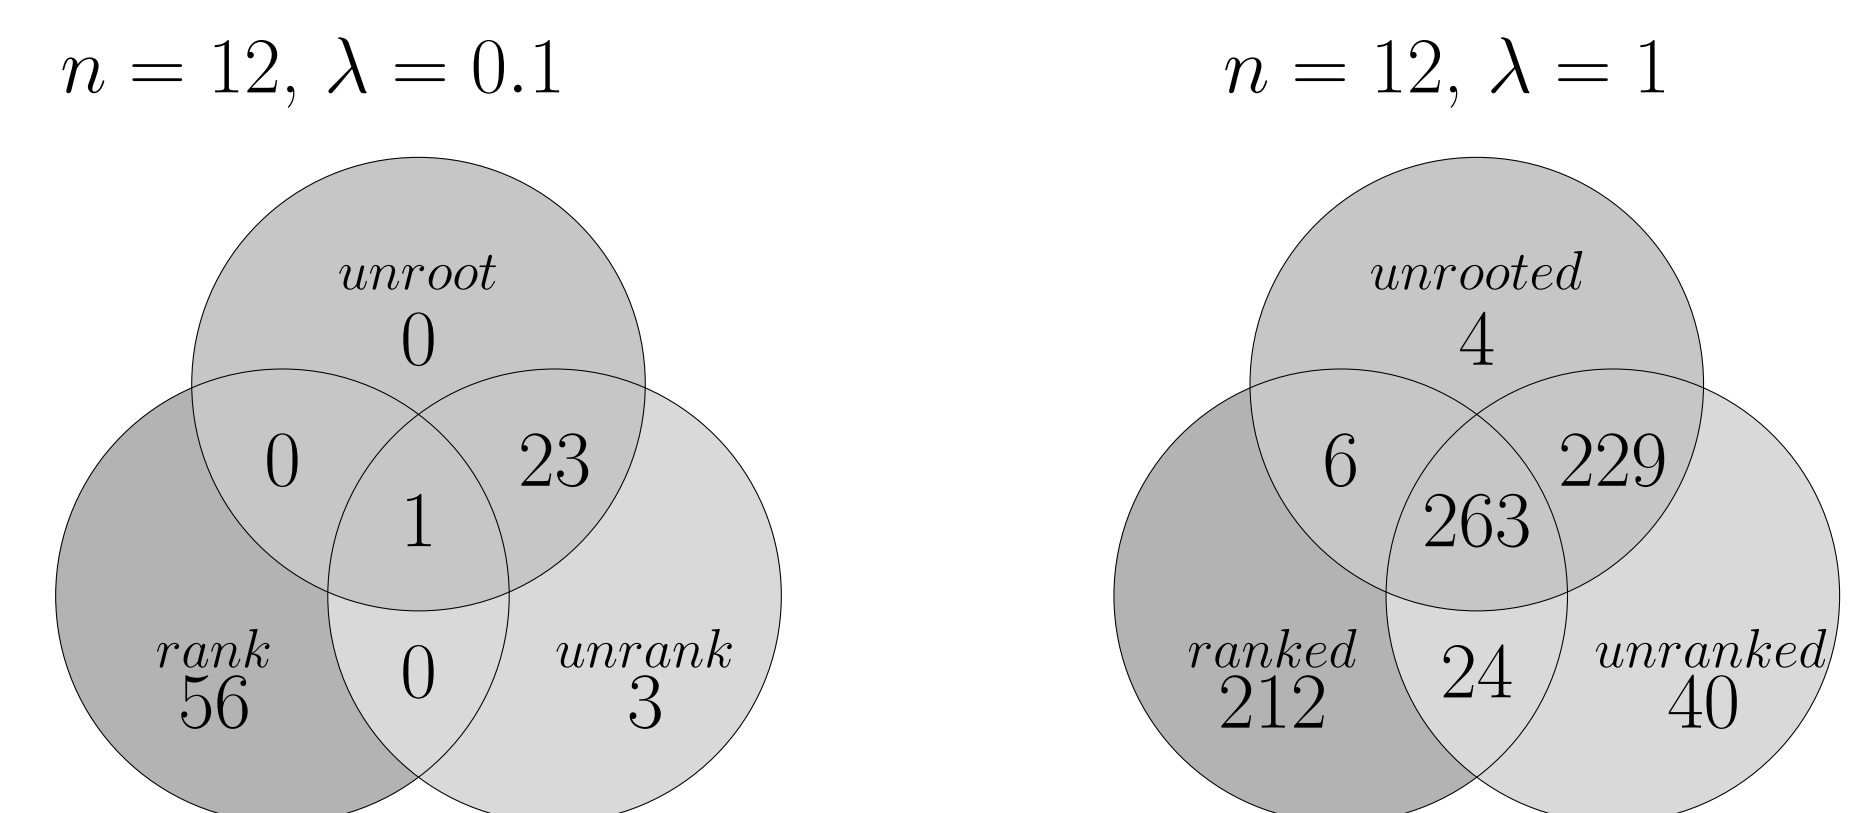 n = 12, λ = 0.1
unroot
0
0
1
23
rank
56
0
unrank
3
n = 12, λ = 1
unrooted
4
6
263
229
ranked
212
24
unranked
40